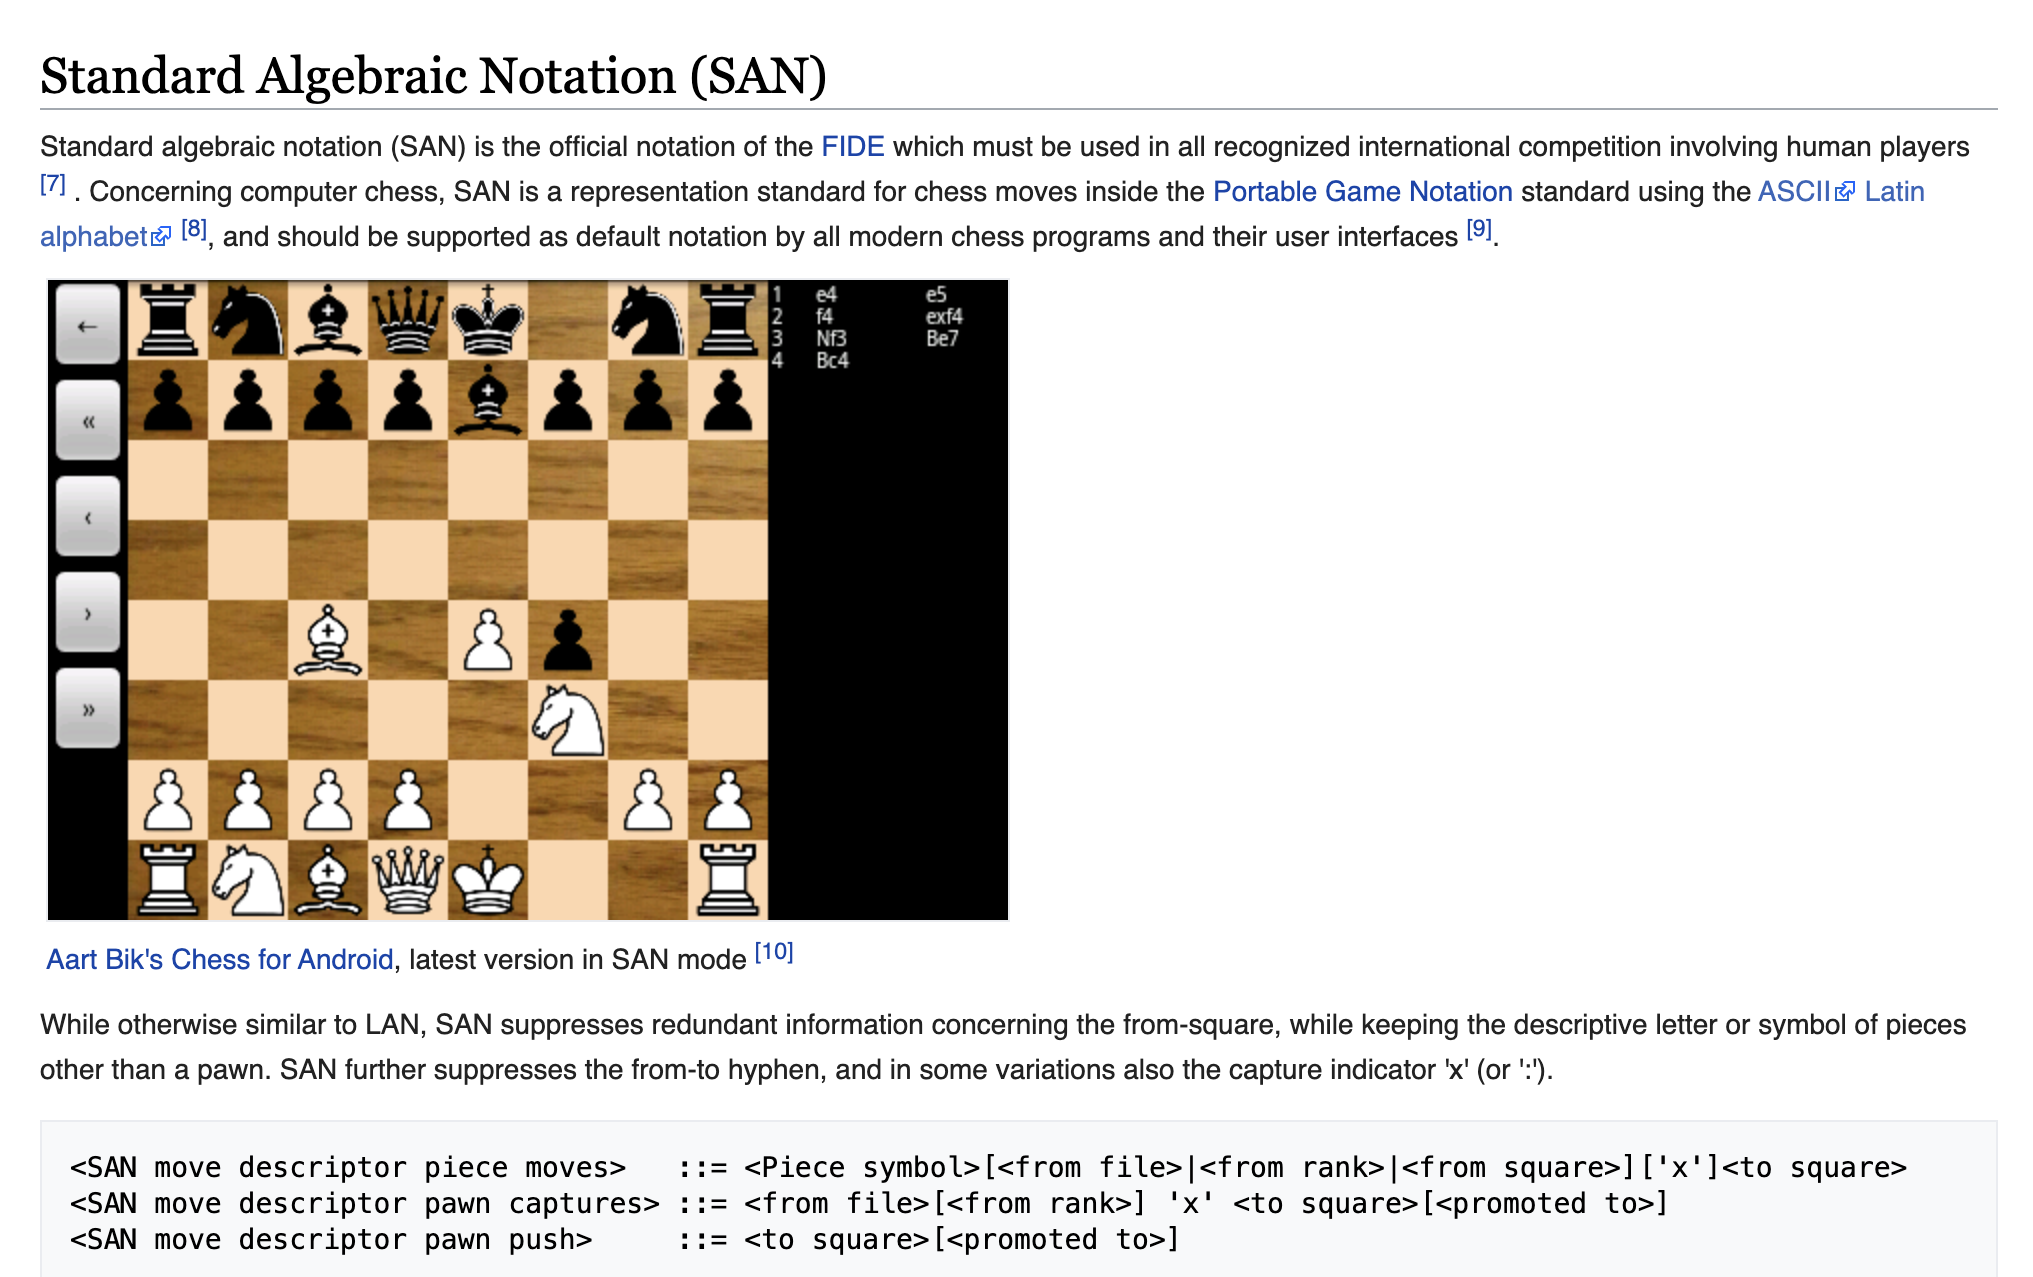 Standard Algebraic Notation (SAN)
Standard algebraic notation (SAN) is the official notation of the FIDE which must be used in all recognized international competition involving human players
[7] . Concerning computer chess, SAN is a representation standard for chess moves inside the Portable Game Notation standard using the ASCII Latin
alphabet [8], and should be supported as default notation by all modern chess programs and their user interfaces [9].
←
«
‹
›
»
1 e4 e5
2 f4 exf4
3 Nf3 Be7
4 Bc4
Aart Bik's Chess for Android, latest version in SAN mode [10]
While otherwise similar to LAN, SAN suppresses redundant information concerning the from-square, while keeping the descriptive letter or symbol of pieces
other than a pawn. SAN further suppresses the from-to hyphen, and in some variations also the capture indicator 'x' (or ':').
<SAN move descriptor piece moves>   ::= <Piece symbol>[<from file>|<from rank>|<from square>]['x']<to square>
<SAN move descriptor pawn captures> ::= <from file>[<from rank>] 'x' <to square>[<promoted to>]
<SAN move descriptor pawn push>     ::= <to square>[<promoted to>]